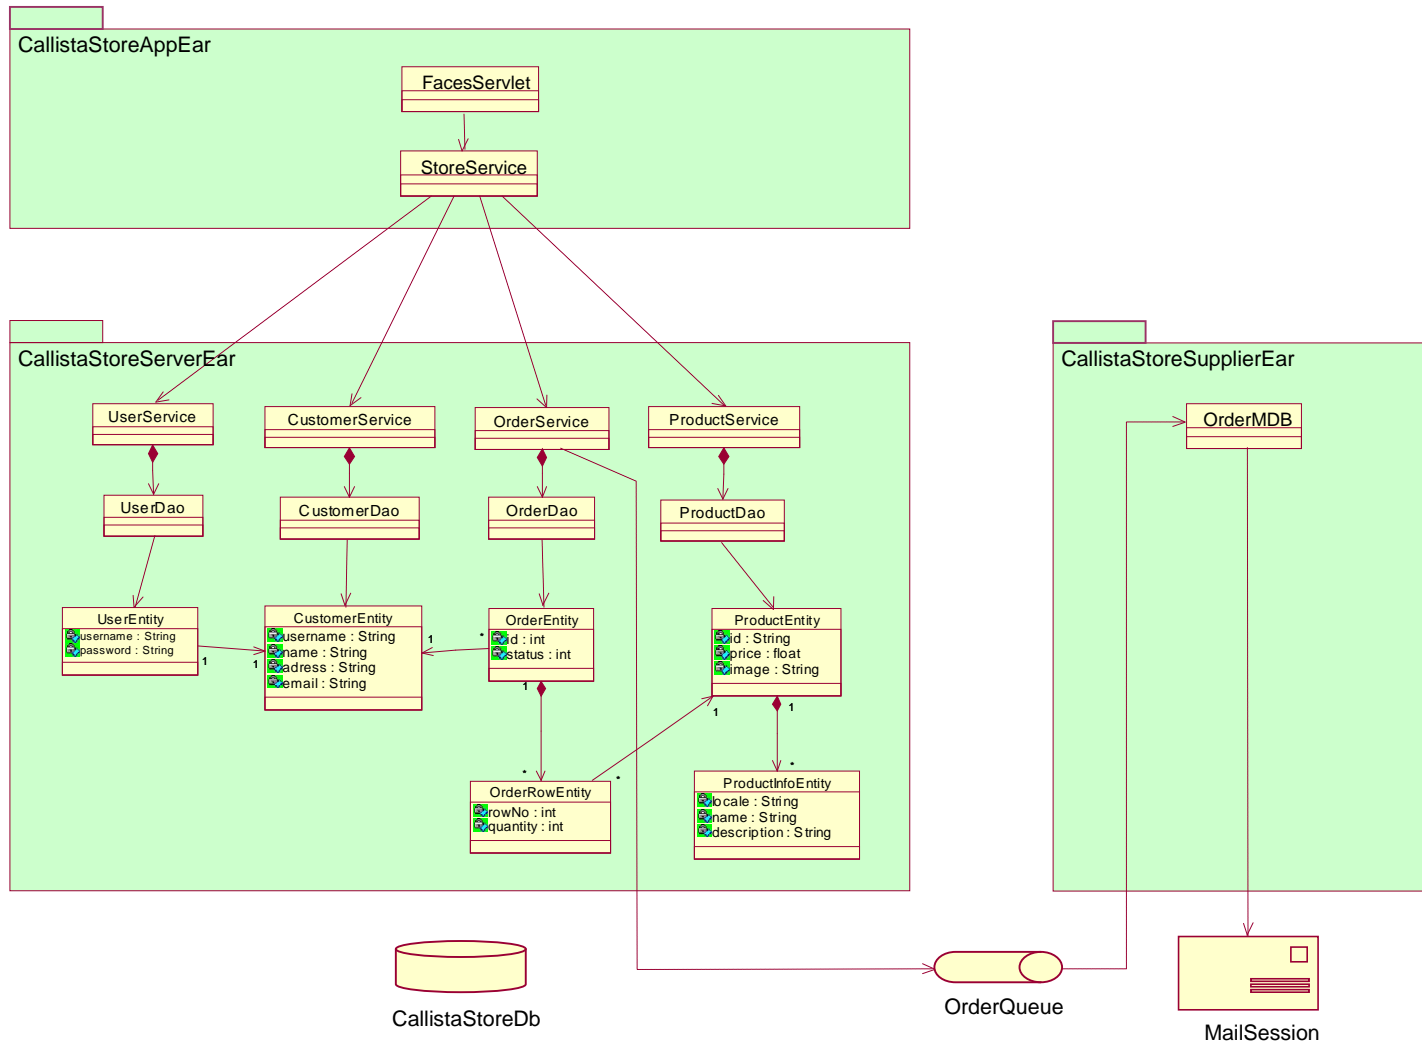 CallistaStoreAppEar
FacesServlet
StoreService
CallistaStoreServerEar
CallistaStoreSupplierEar
UserService
CustomerService
OrderService
ProductService
OrderMDB
UserDao
CustomerDao
OrderDao
ProductDao
UserEntity
username : String
password : String
1
1
CustomerEntity
username : String
name : String
adress : String
email : String
1
*
OrderEntity
id : int
status : int
1
*
ProductEntity
id : String
price : float
image : String
1
1
*
*
OrderRowEntity
rowNo : int
quantity : int
ProductInfoEntity
locale : String
name : String
description : String
CallistaStoreDb
OrderQueue
MailSession